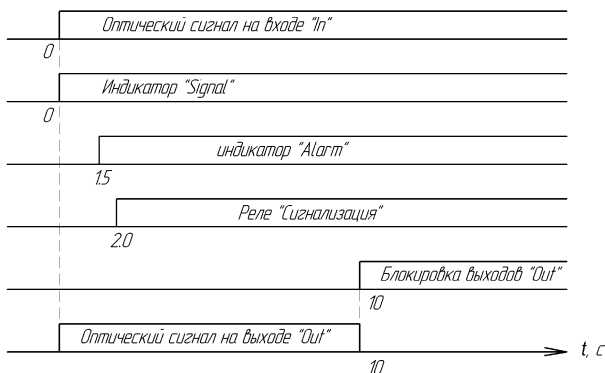 Оптический сигнал на входе "In"
0
Индикатор "Signal"
0
индикатор "Alarm"
1.5
Реле "Сигнализация"
2.0
Блокировка выходов "Out"
10
Оптический сигнал на выходе "Out"
t, с
10